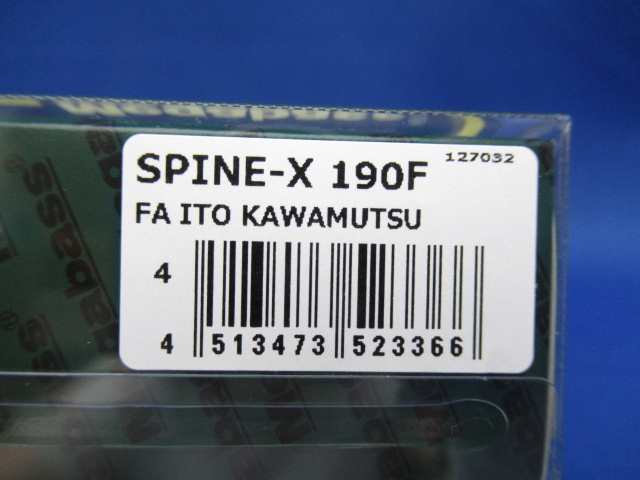 SPINE-X 190F 127032
FA ITO KAWAMUTSU
4
4 513473 523366